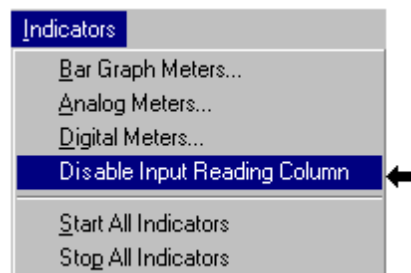 Indicators
Bar Graph Meters...
Analog Meters...
Digital Meters...
Disable Input Reading Column
Start All Indicators
Stop All Indicators